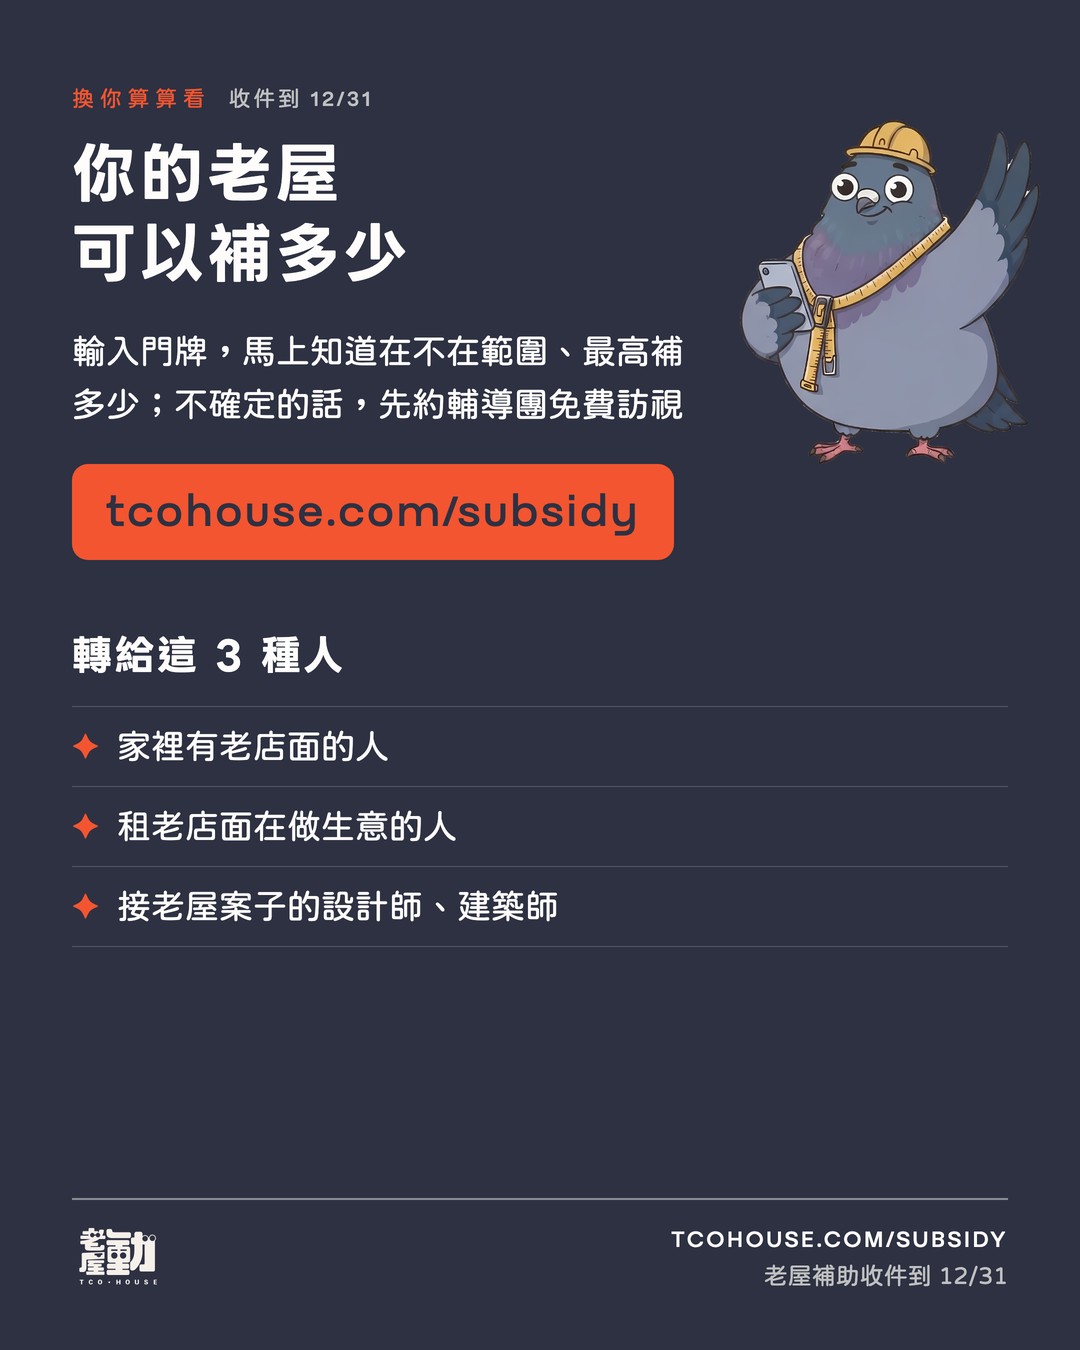 換你算算看 收件到 12/31
你的老屋
可以補多少
輸入門牌，馬上知道在不在範圍、最高補
多少；不確定的話，先約輔導團免費訪視
tcohouse.com/subsidy
轉給這 3 種人
家裡有老店面的人
租老店面在做生意的人
接老屋案子的設計師、建築師
老屋動
TCO·HOUSE
TCOHOUSE.COM/SUBSIDY
老屋補助收件到 12/31